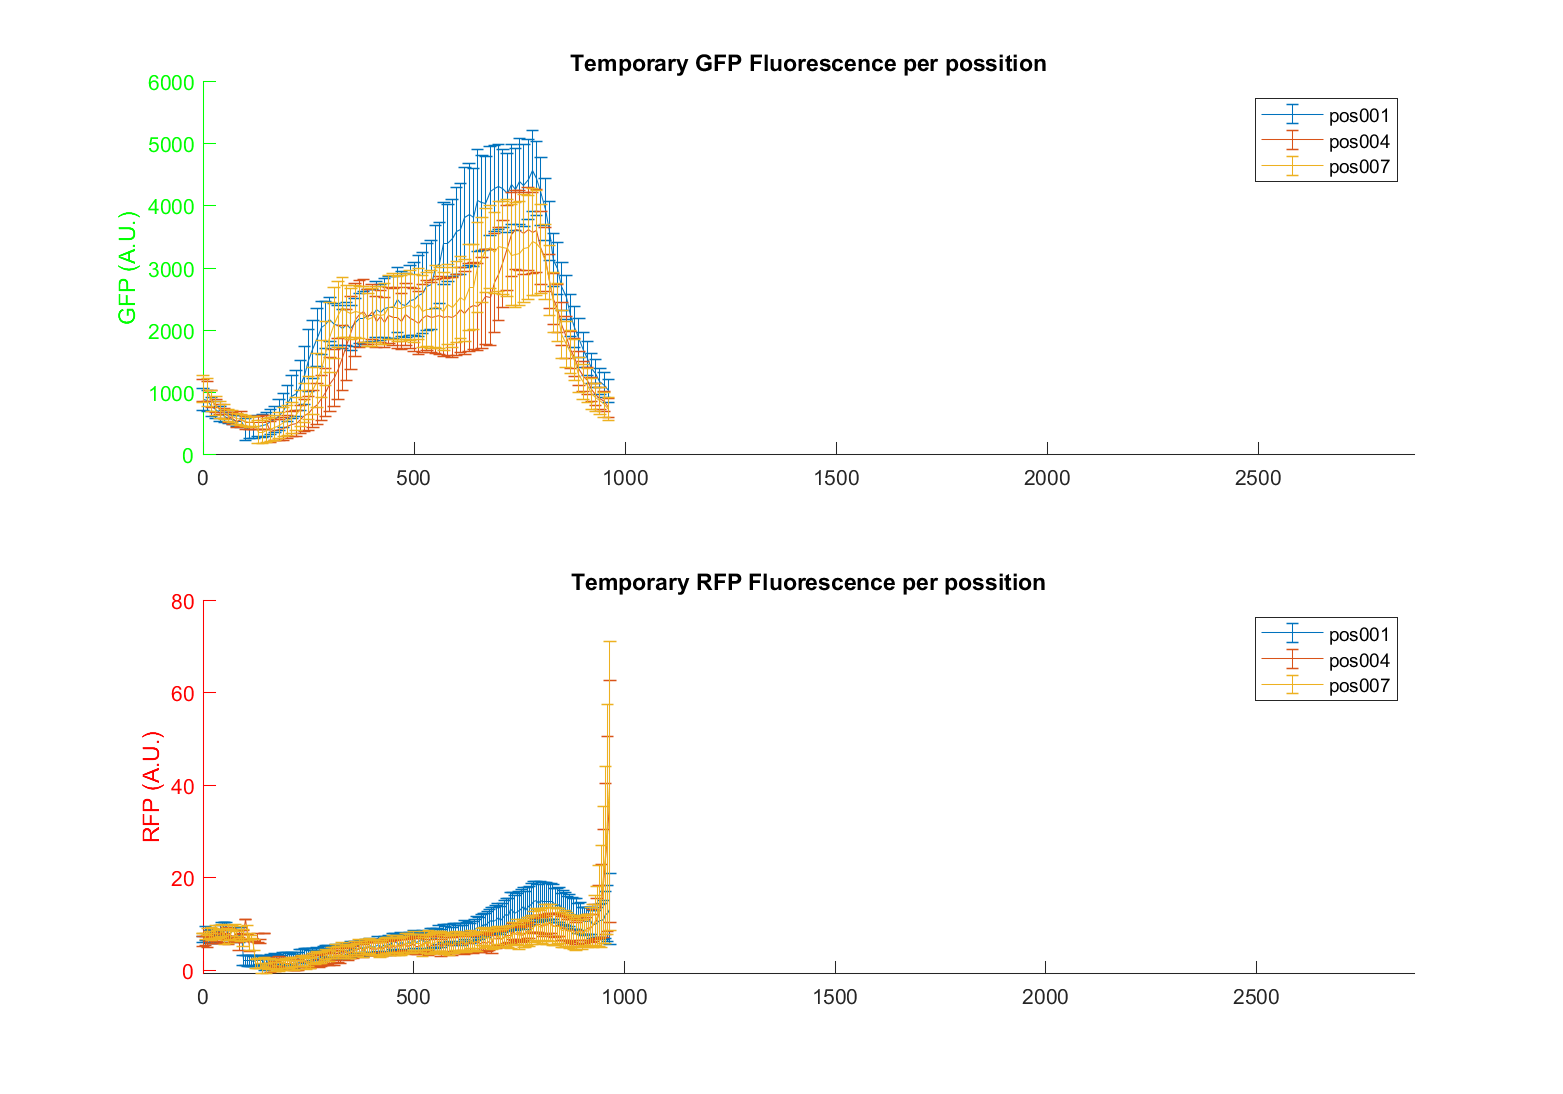 Temporary GFP Fluorescence per possition
6000
5000
4000
3000
2000
1000
0
GFP (A.U.)
pos001
pos004
pos007
0 500 1000 1500 2000 2500
Temporary RFP Fluorescence per possition
80
60
40
20
0
RFP (A.U.)
pos001
pos004
pos007
0 500 1000 1500 2000 2500